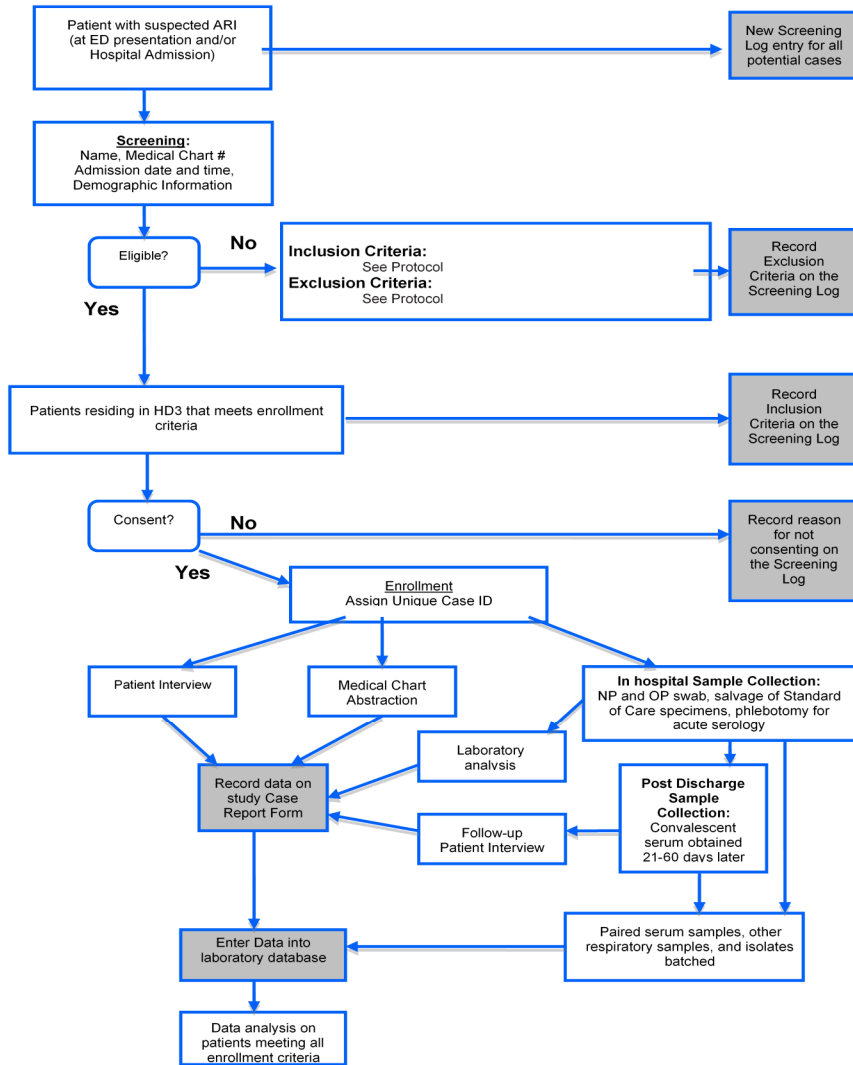 Patient with suspected ARI
(at ED presentation and/or
Hospital Admission)
New Screening
Log entry for all
potential cases
Screening:
Name, Medical Chart #
Admission date and time,
Demographic Information
Eligible?
No
Yes
Inclusion Criteria:
See Protocol
Exclusion Criteria:
See Protocol
Record
Exclusion
Criteria on the
Screening Log
Patients residing in HD3 that meets enrollment
criteria
Record
Inclusion
Criteria on the
Screening Log
Consent?
No
Yes
Record reason
for not
consenting on
the Screening
Log
Enrollment
Assign Unique Case ID
Patient Interview
Medical Chart
Abstraction
In hospital Sample Collection:
NP and OP swab, salvage of Standard
of Care specimens, phlebotomy for
acute serology
Laboratory
analysis
Record data on
study Case
Report Form
Post Discharge
Sample
Collection:
Convalescent
serum obtained
21-60 days later
Follow-up
Patient Interview
Enter Data into
laboratory database
Paired serum samples, other
respiratory samples, and isolates
batched
Data analysis on
patients meeting all
enrollment criteria